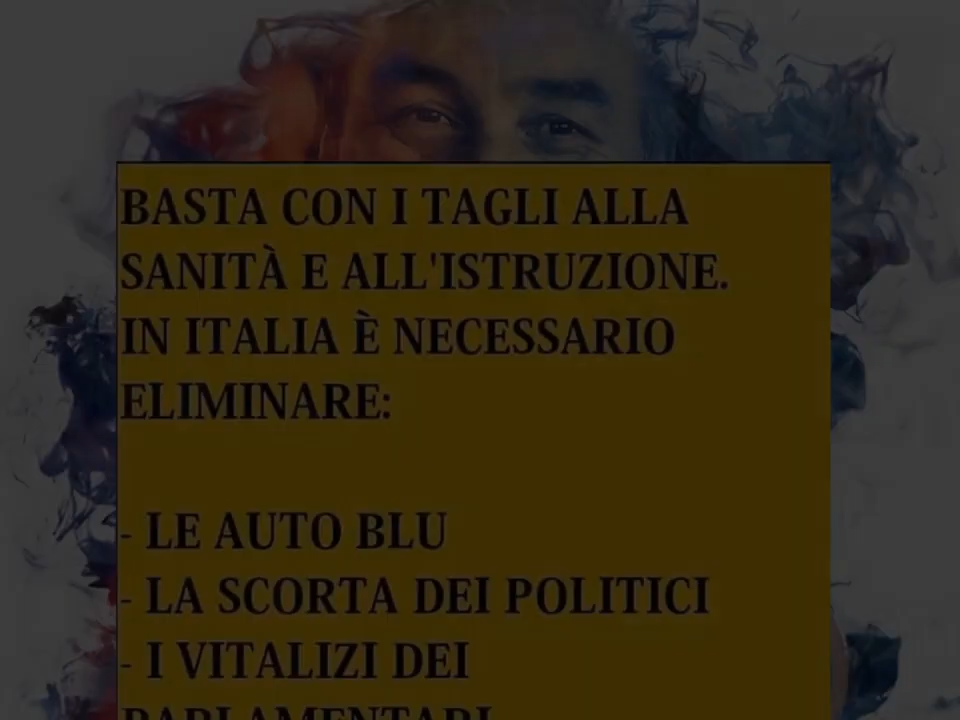 BASTA CON I TAGLI ALLA
SANITÀ E ALL'ISTRUZIONE.
IN ITALIA È NECESSARIO
ELIMINARE:
- LE AUTO BLU
- LA SCORTA DEI POLITICI
- I VITALIZI DEI
PARLAMENTARI